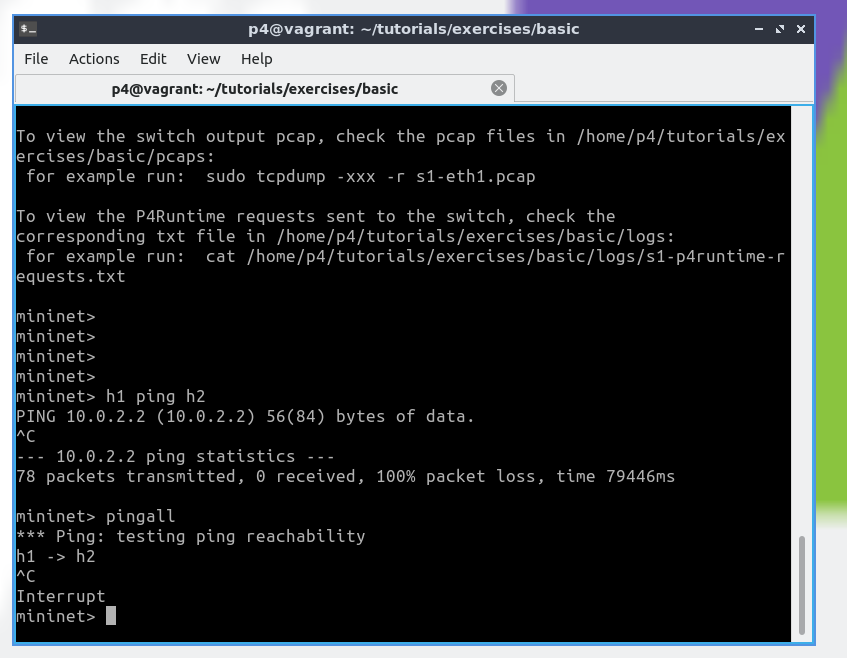 p4@vagrant: ~/tutorials/exercises/basic
File Actions Edit View Help
p4@vagrant: ~/tutorials/exercises/basic
To view the switch output pcap, check the pcap files in /home/p4/tutorials/ex
ercises/basic/pcaps:
 for example run:  sudo tcpdump -xxx -r s1-eth1.pcap
To view the P4Runtime requests sent to the switch, check the
corresponding txt file in /home/p4/tutorials/exercises/basic/logs:
 for example run:  cat /home/p4/tutorials/exercises/basic/logs/s1-p4runtime-r
equests.txt
mininet>
mininet>
mininet>
mininet>
mininet> h1 ping h2
PING 10.0.2.2 (10.0.2.2) 56(84) bytes of data.
^C
--- 10.0.2.2 ping statistics ---
78 packets transmitted, 0 received, 100% packet loss, time 79446ms
mininet> pingall
*** Ping: testing ping reachability
h1 -> h2
^C
Interrupt
mininet>